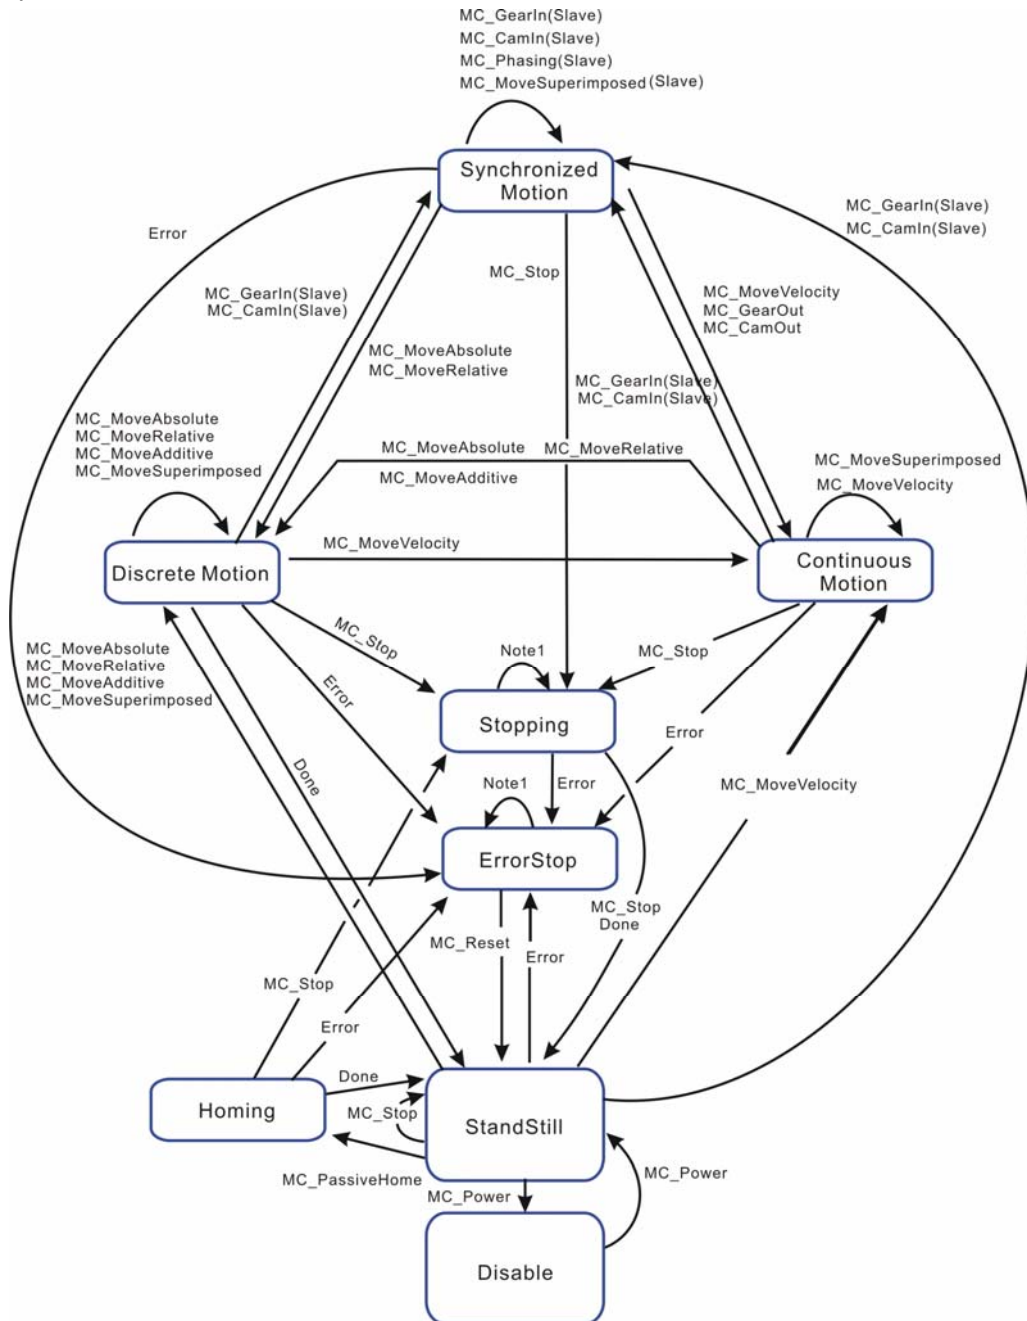 MC_GearIn(Slave)
MC_CamIn(Slave)
MC_Phasing(Slave)
MC_MoveSuperimposed (Slave)
Synchronized
Motion
MC_GearIn(Slave)
MC_CamIn(Slave)
Error
MC_Stop
MC_GearIn(Slave)
MC_CamIn(Slave)
MC_MoveVelocity
MC_GearOut
MC_CamOut
MC_MoveAbsolute
MC_MoveRelative
MC_GearIn(Slave)
MC_CamIn(Slave)
MC_MoveAbsolute
MC_MoveRelative
MC_MoveAdditive
MC_MoveSuperimposed
MC_MoveAbsolute MC_MoveRelative
MC_MoveAdditive
MC_MoveSuperimposed
MC_MoveVelocity
MC_MoveVelocity
Discrete Motion
Continuous
Motion
MC_Stop
Note1
MC_Stop
MC_MoveAbsolute
MC_MoveRelative
MC_MoveAdditive
MC_MoveSuperimposed
Error
Stopping
Error
Done
Note1
Error
MC_MoveVelocity
ErrorStop
MC_Stop
Done
MC_Reset
Error
MC_Stop
Error
Done
Homing
MC_Stop
StandStill
MC_PassiveHome
MC_Power
MC_Power
Disable